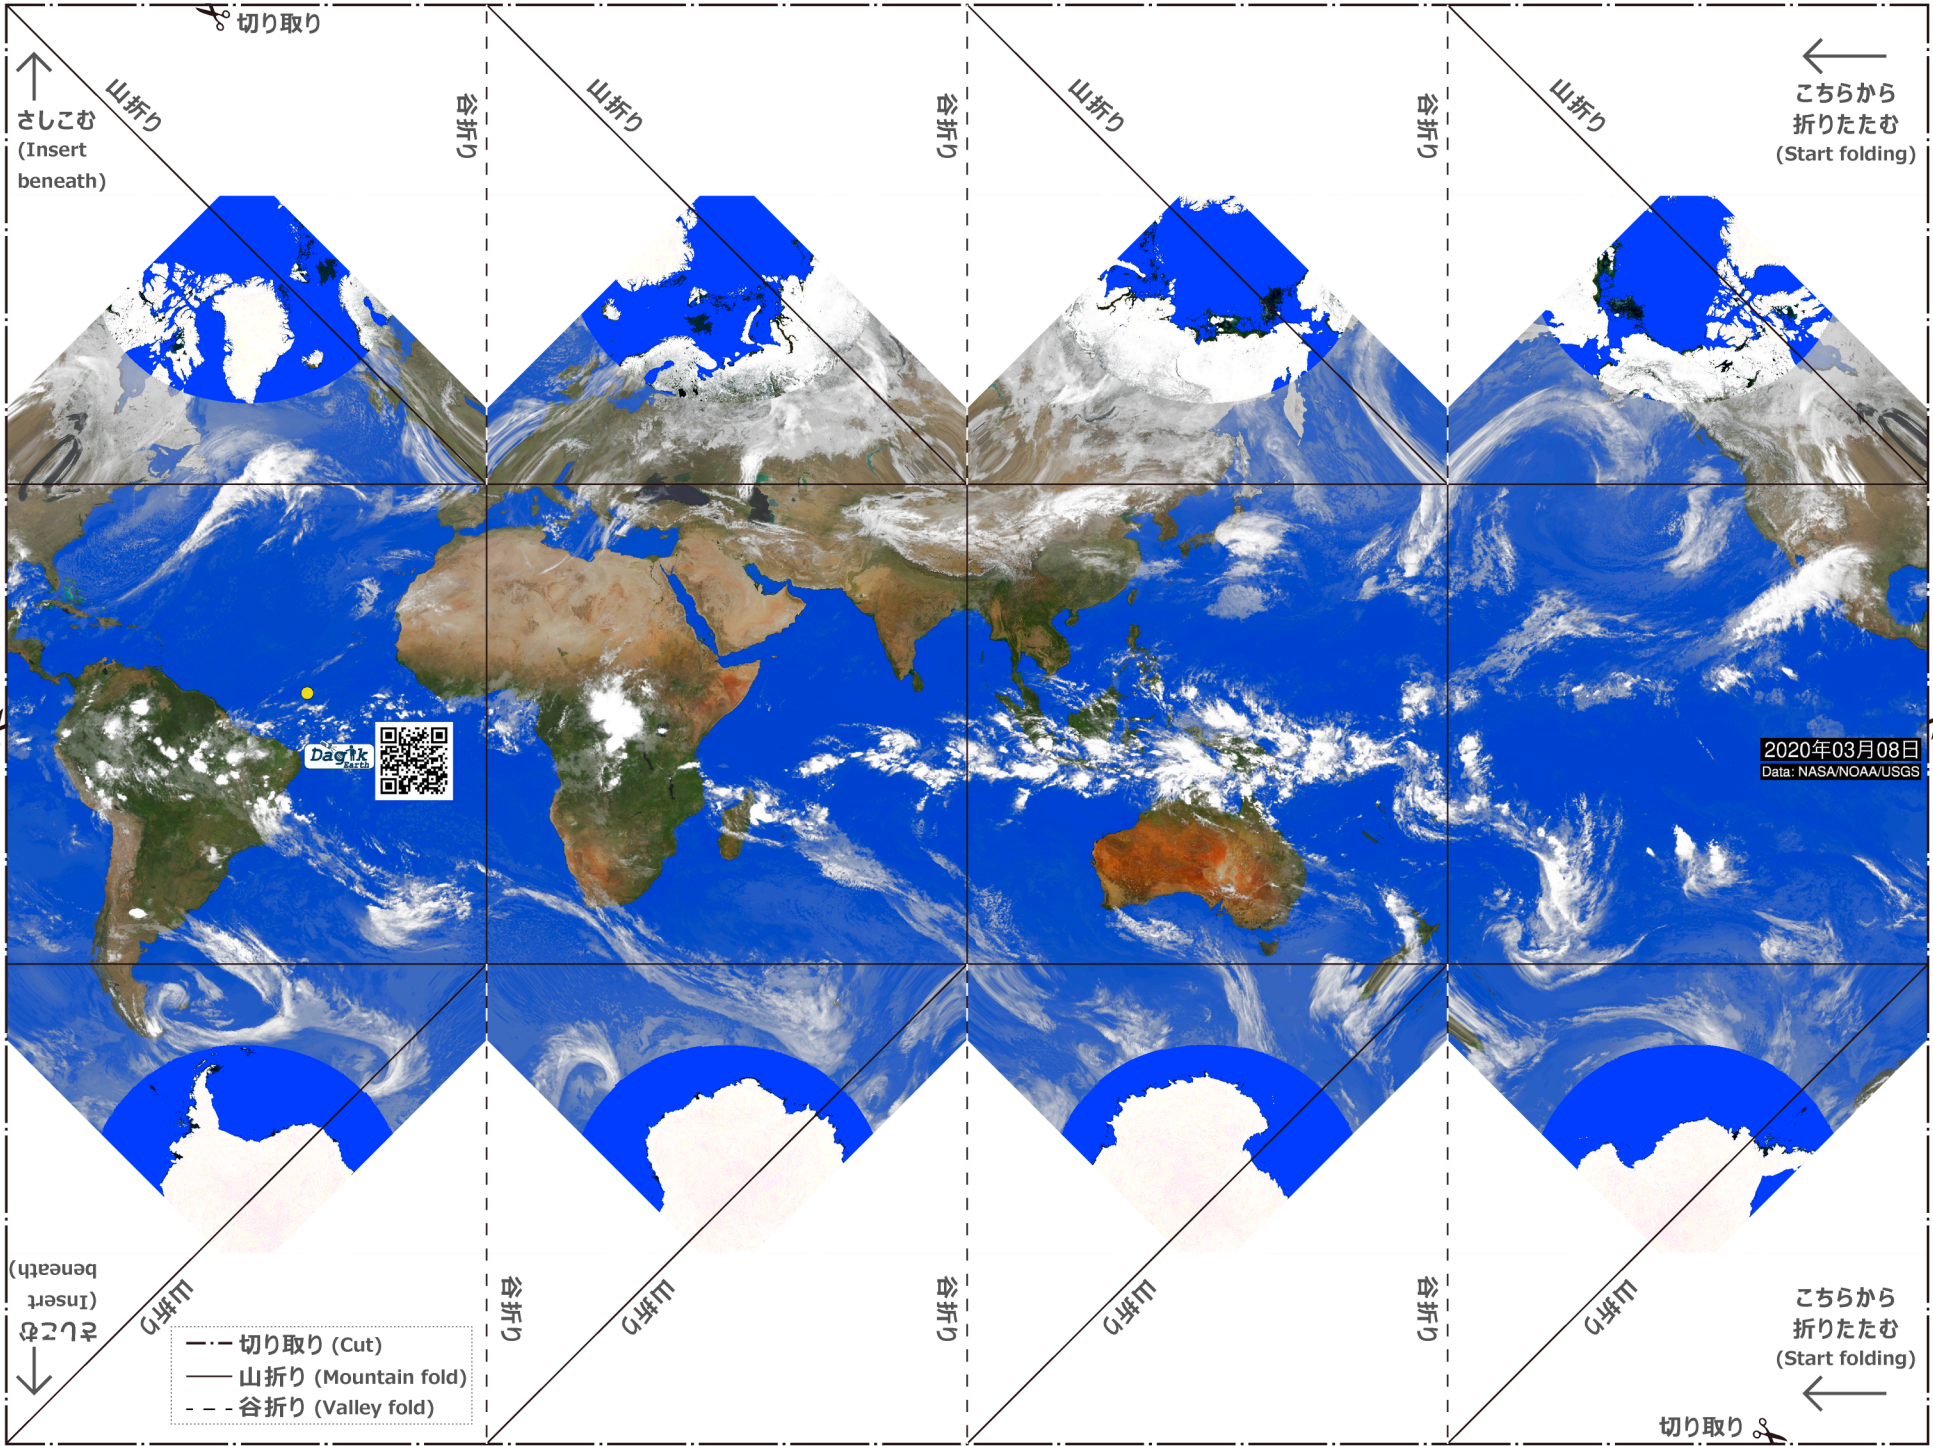 切り取り
山折り
谷折り
山折り
谷折り
山折り
谷折り
山折り
さしこむ
(Insert
beneath)
こちらから
折りたたむ
(Start folding)
Dagik
Earth
2020年03月08日
Data: NASA/NOAA/USGS
さしこむ
(Insert
beneath)
山折り
谷折り
山折り
谷折り
山折り
谷折り
山折り
こちらから
折りたたむ
(Start folding)
切り取り (Cut)
山折り (Mountain fold)
谷折り (Valley fold)
切り取り